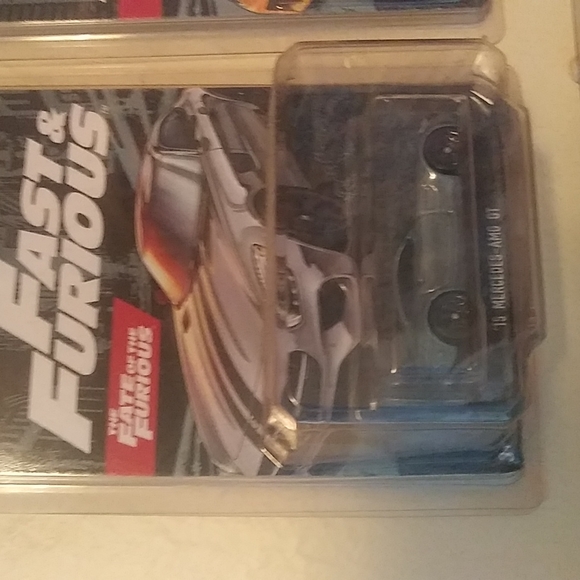 FAST &
FURIOUS
THE
FATE OF THE
FURIOUS
'15 MERCEDES-AMG GT